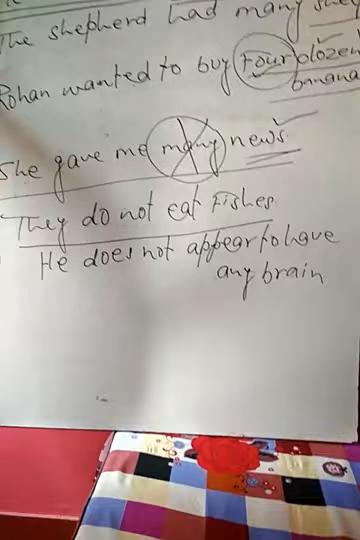 The shepherd had many
Rohan wanted to buy Four dozen
banana
She gave me many news.
They do not eat Fishes.
He does not appear to have
any brain